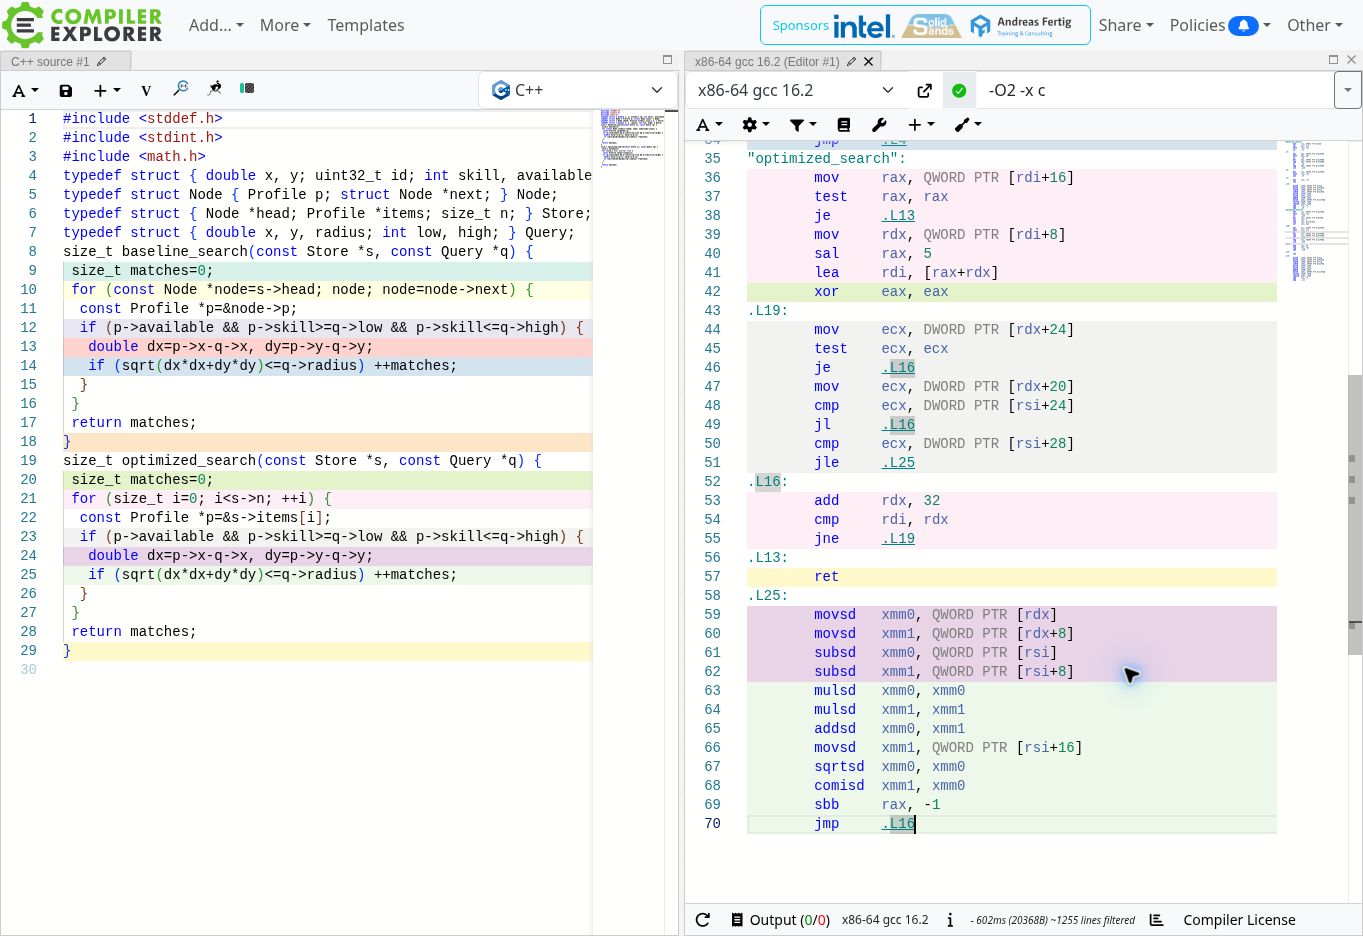 COMPILER
EXPLORER
Add...
More
Templates
Sponsors
intel.
Solid Sands
Andreas Fertig
Training & Consulting
Share
Policies
Other
C++ source #1
A
+
V
C++
1 #include <stddef.h>
2 #include <stdint.h>
3 #include <math.h>
4 typedef struct { double x, y; uint32_t id; int skill, available
5 typedef struct Node { Profile p; struct Node *next; } Node;
6 typedef struct { Node *head; Profile *items; size_t n; } Store;
7 typedef struct { double x, y, radius; int low, high; } Query;
8 size_t baseline_search(const Store *s, const Query *q) {
9 size_t matches=0;
10 for (const Node *node=s->head; node; node=node->next) {
11 const Profile *p=&node->p;
12 if (p->available && p->skill>=q->low && p->skill<=q->high) {
13 double dx=p->x-q->x, dy=p->y-q->y;
14 if (sqrt(dx*dx+dy*dy)<=q->radius) ++matches;
15 }
16 }
17 return matches;
18 }
19 size_t optimized_search(const Store *s, const Query *q) {
20 size_t matches=0;
21 for (size_t i=0; i<s->n; ++i) {
22 const Profile *p=&s->items[i];
23 if (p->available && p->skill>=q->low && p->skill<=q->high) {
24 double dx=p->x-q->x, dy=p->y-q->y;
25 if (sqrt(dx*dx+dy*dy)<=q->radius) ++matches;
26 }
27 }
28 return matches;
29 }
30
x86-64 gcc 16.2 (Editor #1)
x86-64 gcc 16.2
-O2 -x c
A
+
34 jmp .L4
35 "optimized_search":
36 mov rax, QWORD PTR [rdi+16]
37 test rax, rax
38 je .L13
39 mov rdx, QWORD PTR [rdi+8]
40 sal rax, 5
41 lea rdi, [rax+rdx]
42 xor eax, eax
43 .L19:
44 mov ecx, DWORD PTR [rdx+24]
45 test ecx, ecx
46 je .L16
47 mov ecx, DWORD PTR [rdx+20]
48 cmp ecx, DWORD PTR [rsi+24]
49 jl .L16
50 cmp ecx, DWORD PTR [rsi+28]
51 jle .L25
52 .L16:
53 add rdx, 32
54 cmp rdi, rdx
55 jne .L19
56 .L13:
57 ret
58 .L25:
59 movsd xmm0, QWORD PTR [rdx]
60 movsd xmm1, QWORD PTR [rdx+8]
61 subsd xmm0, QWORD PTR [rsi]
62 subsd xmm1, QWORD PTR [rsi+8]
63 mulsd xmm0, xmm0
64 mulsd xmm1, xmm1
65 addsd xmm0, xmm1
66 movsd xmm1, QWORD PTR [rsi+16]
67 sqrtsd xmm0, xmm0
68 comisd xmm1, xmm0
69 sbb rax, -1
70 jmp .L16
Output (0/0) x86-64 gcc 16.2 i - 602ms (20368B) ~1255 lines filtered Compiler License